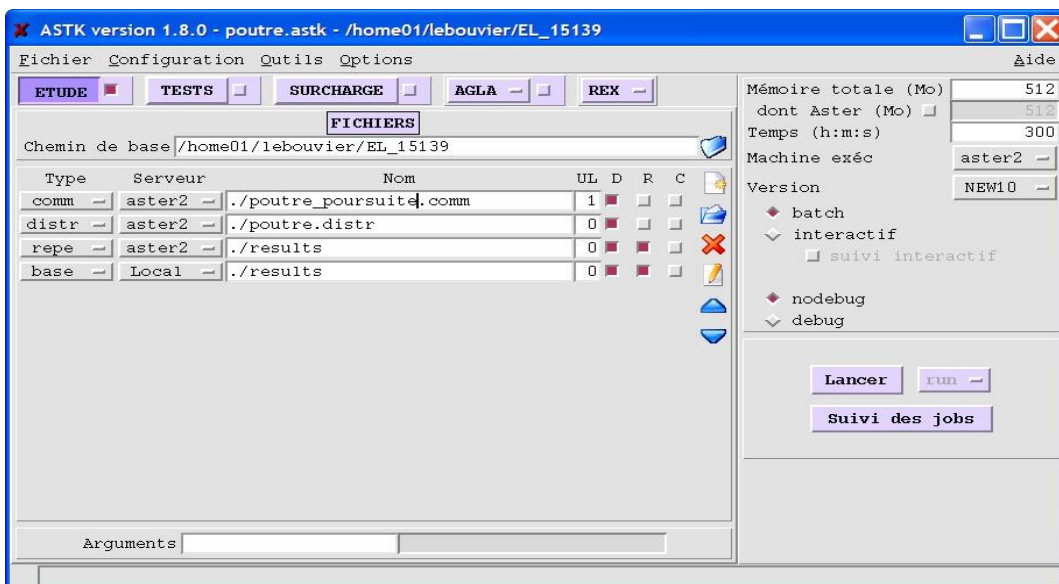 ASTK version 1.8.0 - poutre.astk - /home01/lebouvier/EL_15139
Fichier Configuration Outils Options Aide
ETUDE TESTS SURCHARGE AGLA REX
FICHIERS
Chemin de base /home01/lebouvier/EL_15139
Type Serveur Nom UL D R C
comm aster2 ./poutre_poursuite.comm 1
distr aster2 ./poutre.distr 0
repe aster2 ./results 0
base Local ./results 0
Arguments
Mémoire totale (Mo) 512
dont Aster (Mo) 512
Temps (h:m:s) 300
Machine exéc aster2
Version NEW10
batch
interactif
suivi interactif
nodebug
debug
Lancer run
Suivi des jobs